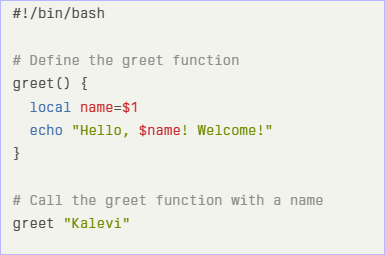 #!/bin/bash

# Define the greet function
greet() {
  local name=$1
  echo "Hello, $name! Welcome!"
}

# Call the greet function with a name
greet "Kalevi"